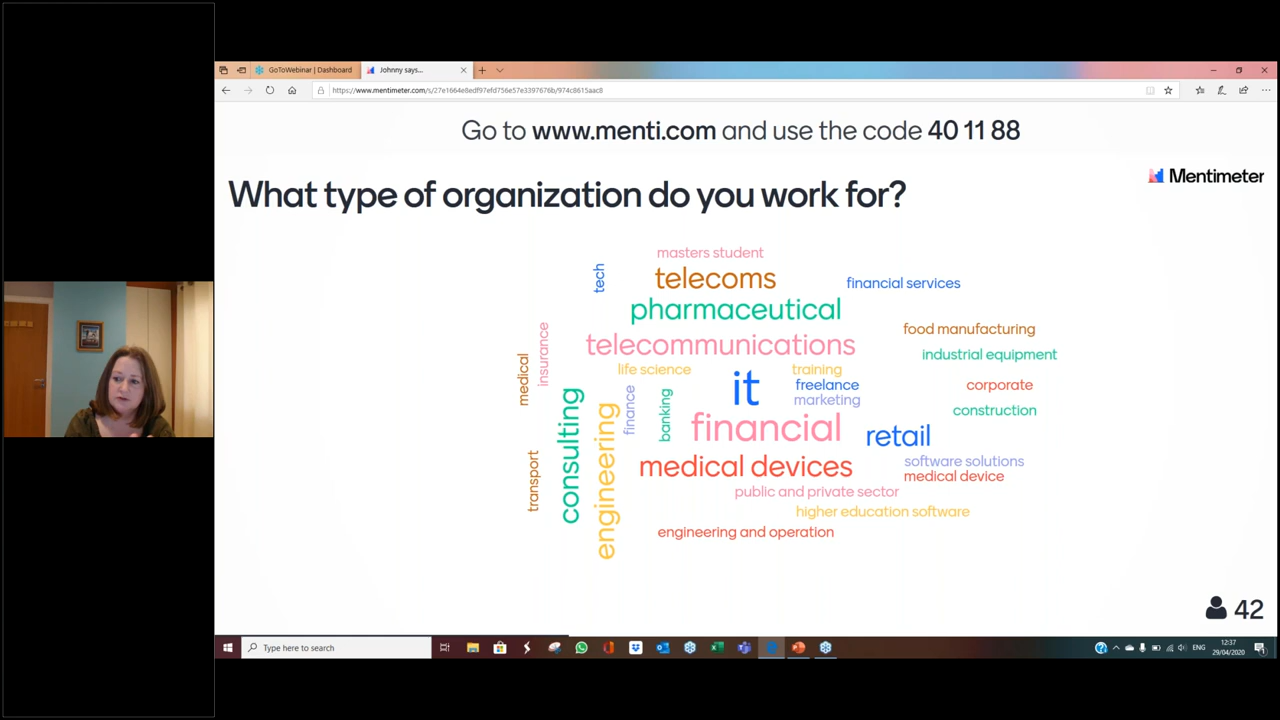 GoToWebinar | Dashboard
Johnny says...
https://www.mentimeter.com/s/27e1664e8edf97efd756e57e3397676b/974c8615aac8
Go to www.menti.com and use the code 40 11 88
Mentimeter
What type of organization do you work for?
masters student
tech
telecoms
financial services
pharmaceutical
food manufacturing
telecommunications
industrial equipment
insurance
medical
life science
training
it
freelance
corporate
marketing
finance
banking
construction
consulting
engineering
financial
retail
software solutions
medical devices
medical device
transport
public and private sector
higher education software
engineering and operation
42
Type here to search
ENG
12:37
29/04/2020